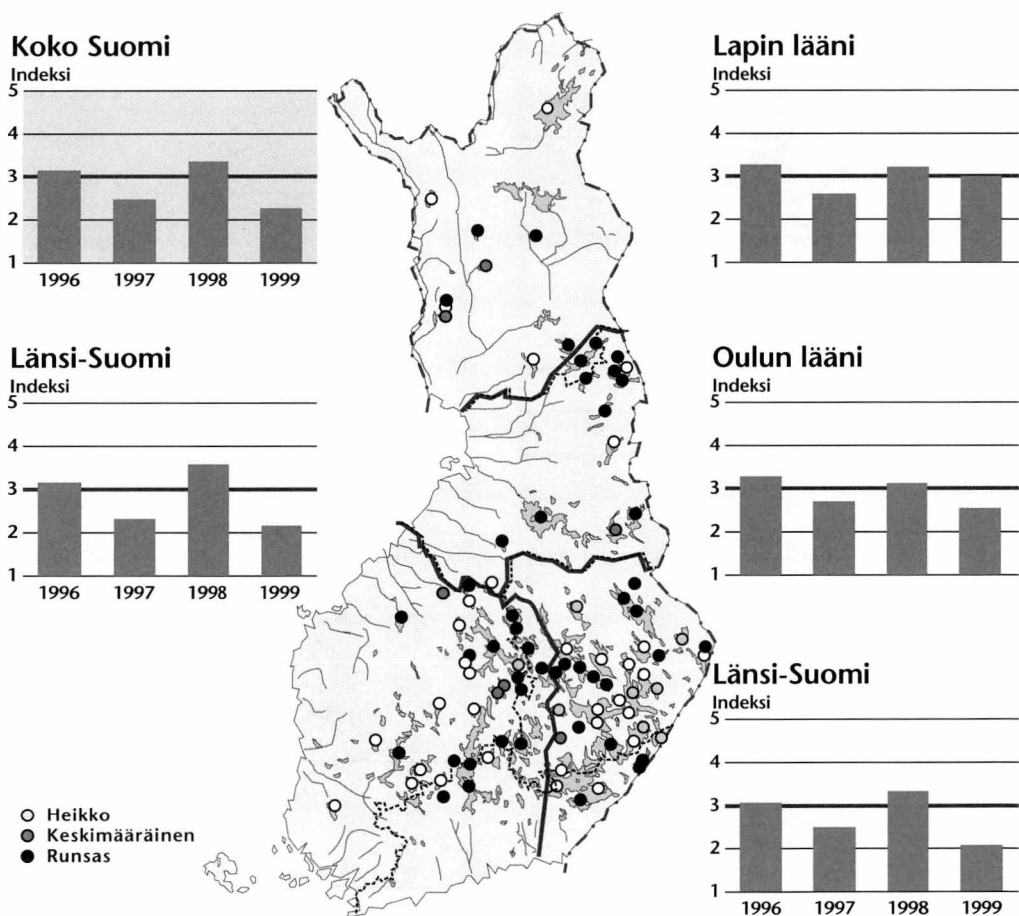 Koko Suomi
Indeksi
5
4
3
2
1
1996 1997 1998 1999
Länsi-Suomi
Indeksi
5
4
3
2
1
1996 1997 1998 1999
Heikko
Keskimääräinen
Runsas
Lapin lääni
Indeksi
5
4
3
2
1
Oulun lääni
Indeksi
5
4
3
2
1
Länsi-Suomi
Indeksi
5
4
3
2
1
1996 1997 1998 1999